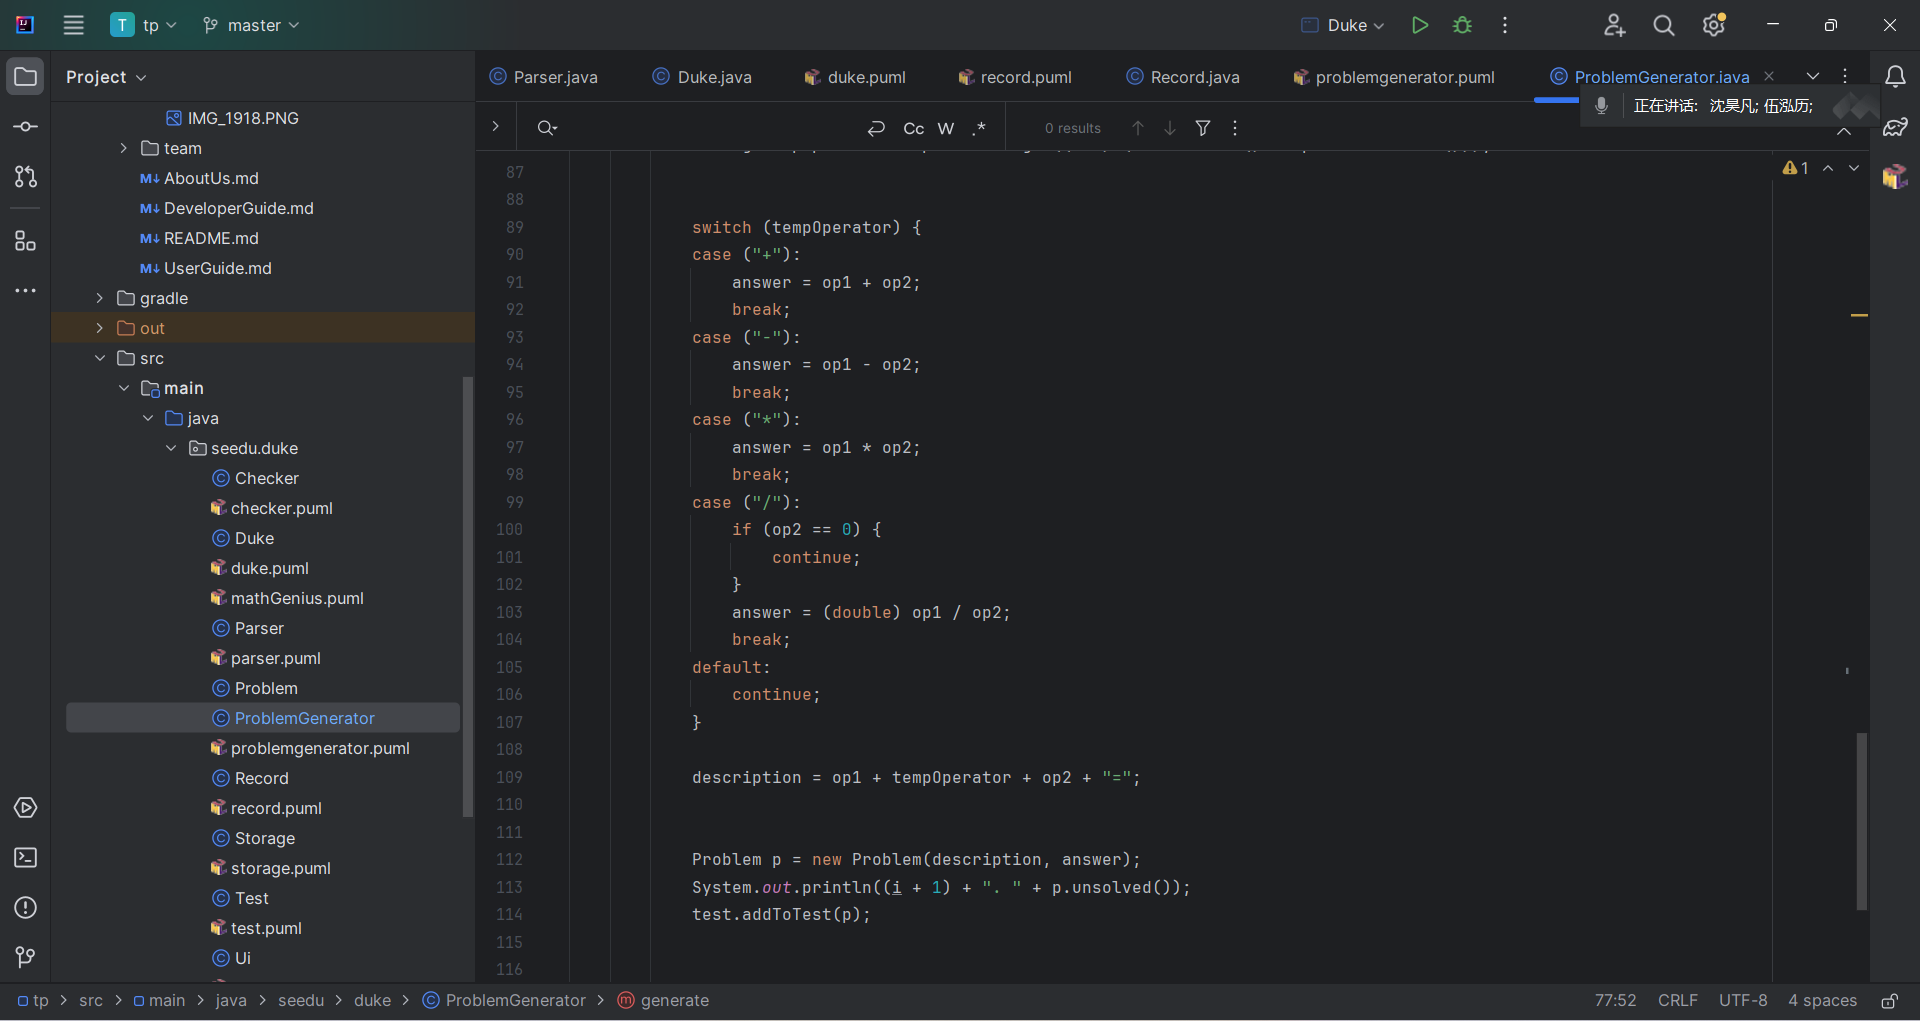 T tp master Duke
Project
Parser.java Duke.java duke.puml record.puml Record.java problemgenerator.puml ProblemGenerator.java
正在讲话: 沈昊凡; 伍泓历;
Cc W .* 0 results
1
IMG_1918.PNG
team
AboutUs.md
DeveloperGuide.md
README.md
UserGuide.md
gradle
out
src
main
java
seedu.duke
Checker
checker.puml
Duke
duke.puml
mathGenius.puml
Parser
parser.puml
Problem
ProblemGenerator
problemgenerator.puml
Record
record.puml
Storage
storage.puml
Test
test.puml
Ui
87
88
89 switch (tempOperator) {
90 case ("+"):
91 answer = op1 + op2;
92 break;
93 case ("-"):
94 answer = op1 - op2;
95 break;
96 case ("*"):
97 answer = op1 * op2;
98 break;
99 case ("/"):
100 if (op2 == 0) {
101 continue;
102 }
103 answer = (double) op1 / op2;
104 break;
105 default:
106 continue;
107 }
108
109 description = op1 + tempOperator + op2 + "=";
110
111
112 Problem p = new Problem(description, answer);
113 System.out.println((i + 1) + ". " + p.unsolved());
114 test.addToTest(p);
115
116
tp > src > main > java > seedu > duke > ProblemGenerator > generate
77:52 CRLF UTF-8 4 spaces